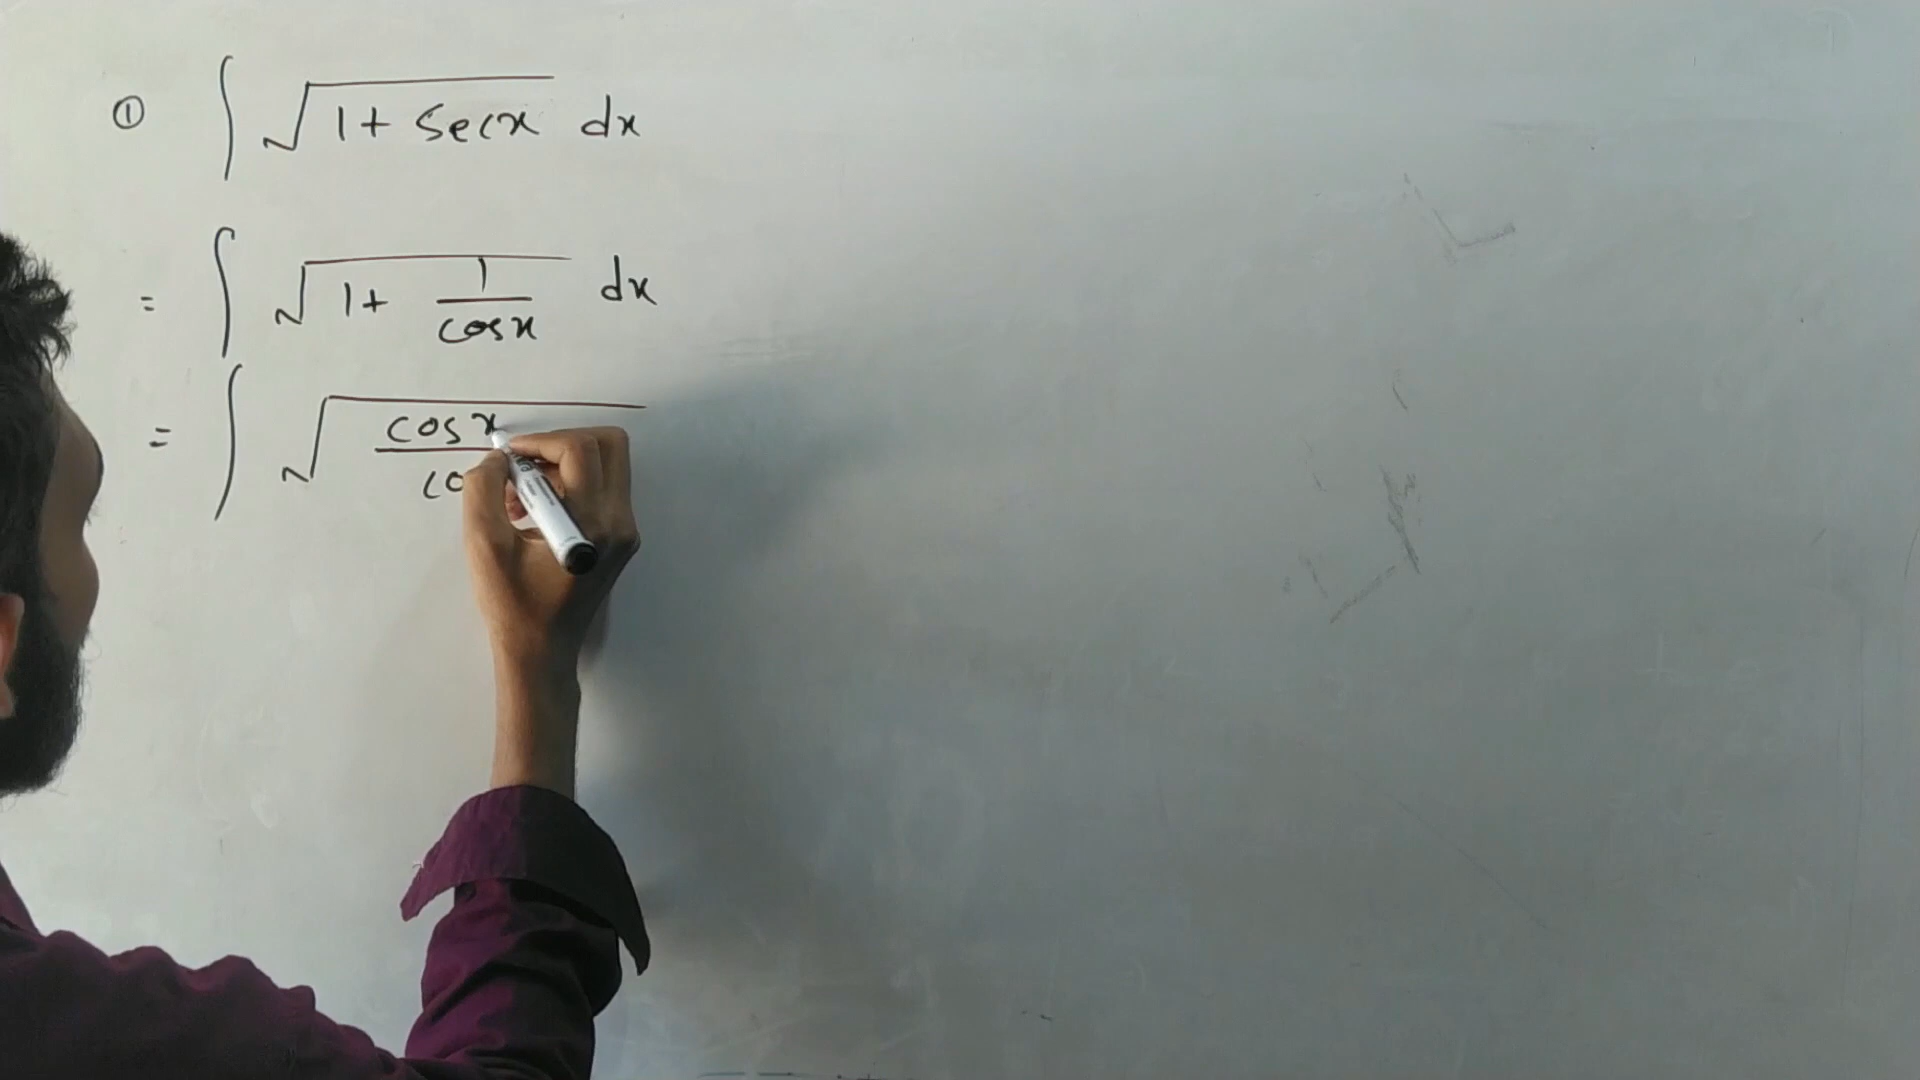 ① ∫ √(1 + Secx) dx
= ∫ √(1 + 1/cosx) dx
= ∫ √(cosx/co